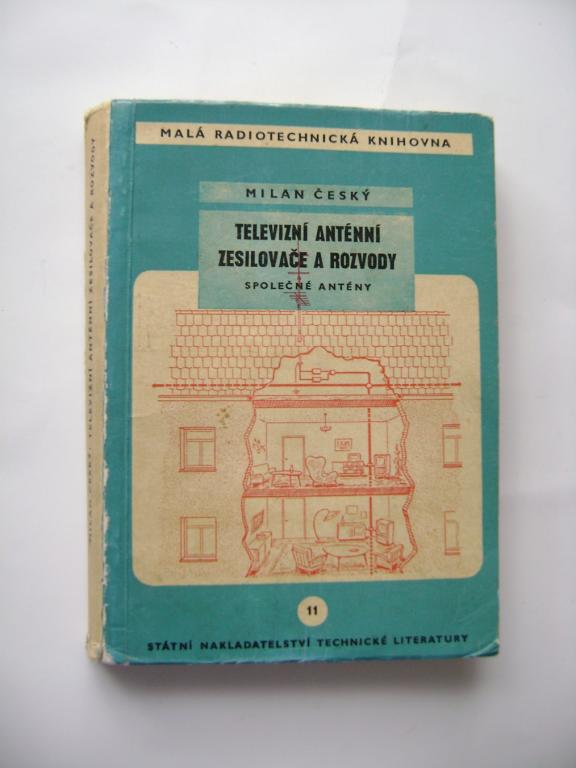 MALÁ RADIOTECHNICKÁ KNIHOVNA
MILAN ČESKÝ
TELEVIZNÍ ANTÉNNÍ
ZESILOVAČE A ROZVODY
SPOLEČNÉ ANTÉNY
11
STÁTNÍ NAKLADATELSTVÍ TECHNICKÉ LITERATURY
MILAN ČESKÝ: TELEVIZNÍ ANTÉNNÍ ZESILOVAČE A ROZVODY